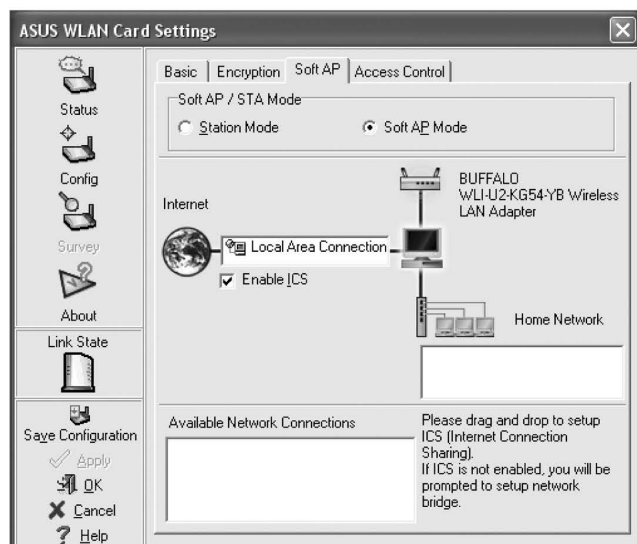 ASUS WLAN Card Settings
Status
Config
Survey
About
Link State
Save Configuration
Apply
OK
Cancel
Help
Basic
Encryption
Soft AP
Access Control
Soft AP / STA Mode
Station Mode
Soft AP Mode
Internet
Local Area Connection
Enable ICS
BUFFALO
WLI-U2-KG54-YB Wireless
LAN Adapter
Home Network
Available Network Connections
Please drag and drop to setup
ICS (Internet Connection
Sharing).
If ICS is not enabled, you will be
prompted to setup network
bridge.